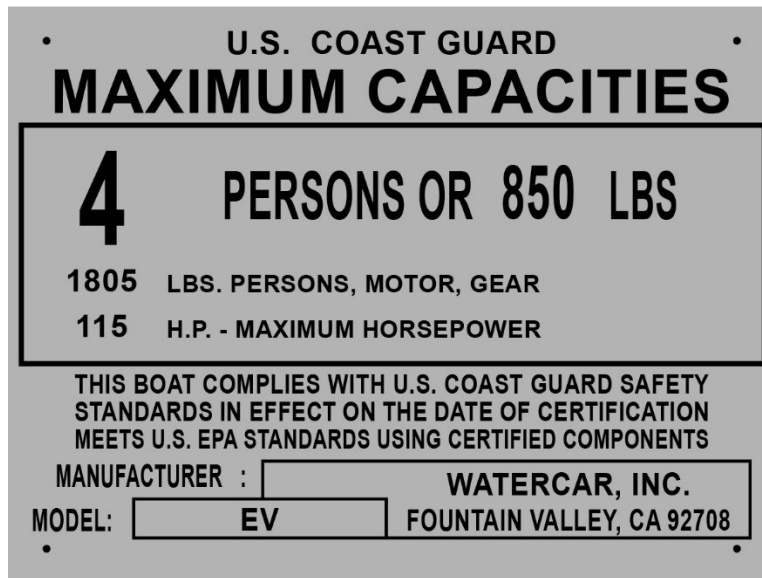 U.S. COAST GUARD
MAXIMUM CAPACITIES
4 PERSONS OR 850 LBS
1805 LBS. PERSONS, MOTOR, GEAR
115 H.P. - MAXIMUM HORSEPOWER
THIS BOAT COMPLIES WITH U.S. COAST GUARD SAFETY
STANDARDS IN EFFECT ON THE DATE OF CERTIFICATION
MEETS U.S. EPA STANDARDS USING CERTIFIED COMPONENTS
MANUFACTURER : WATERCAR, INC.
MODEL: EV FOUNTAIN VALLEY, CA 92708